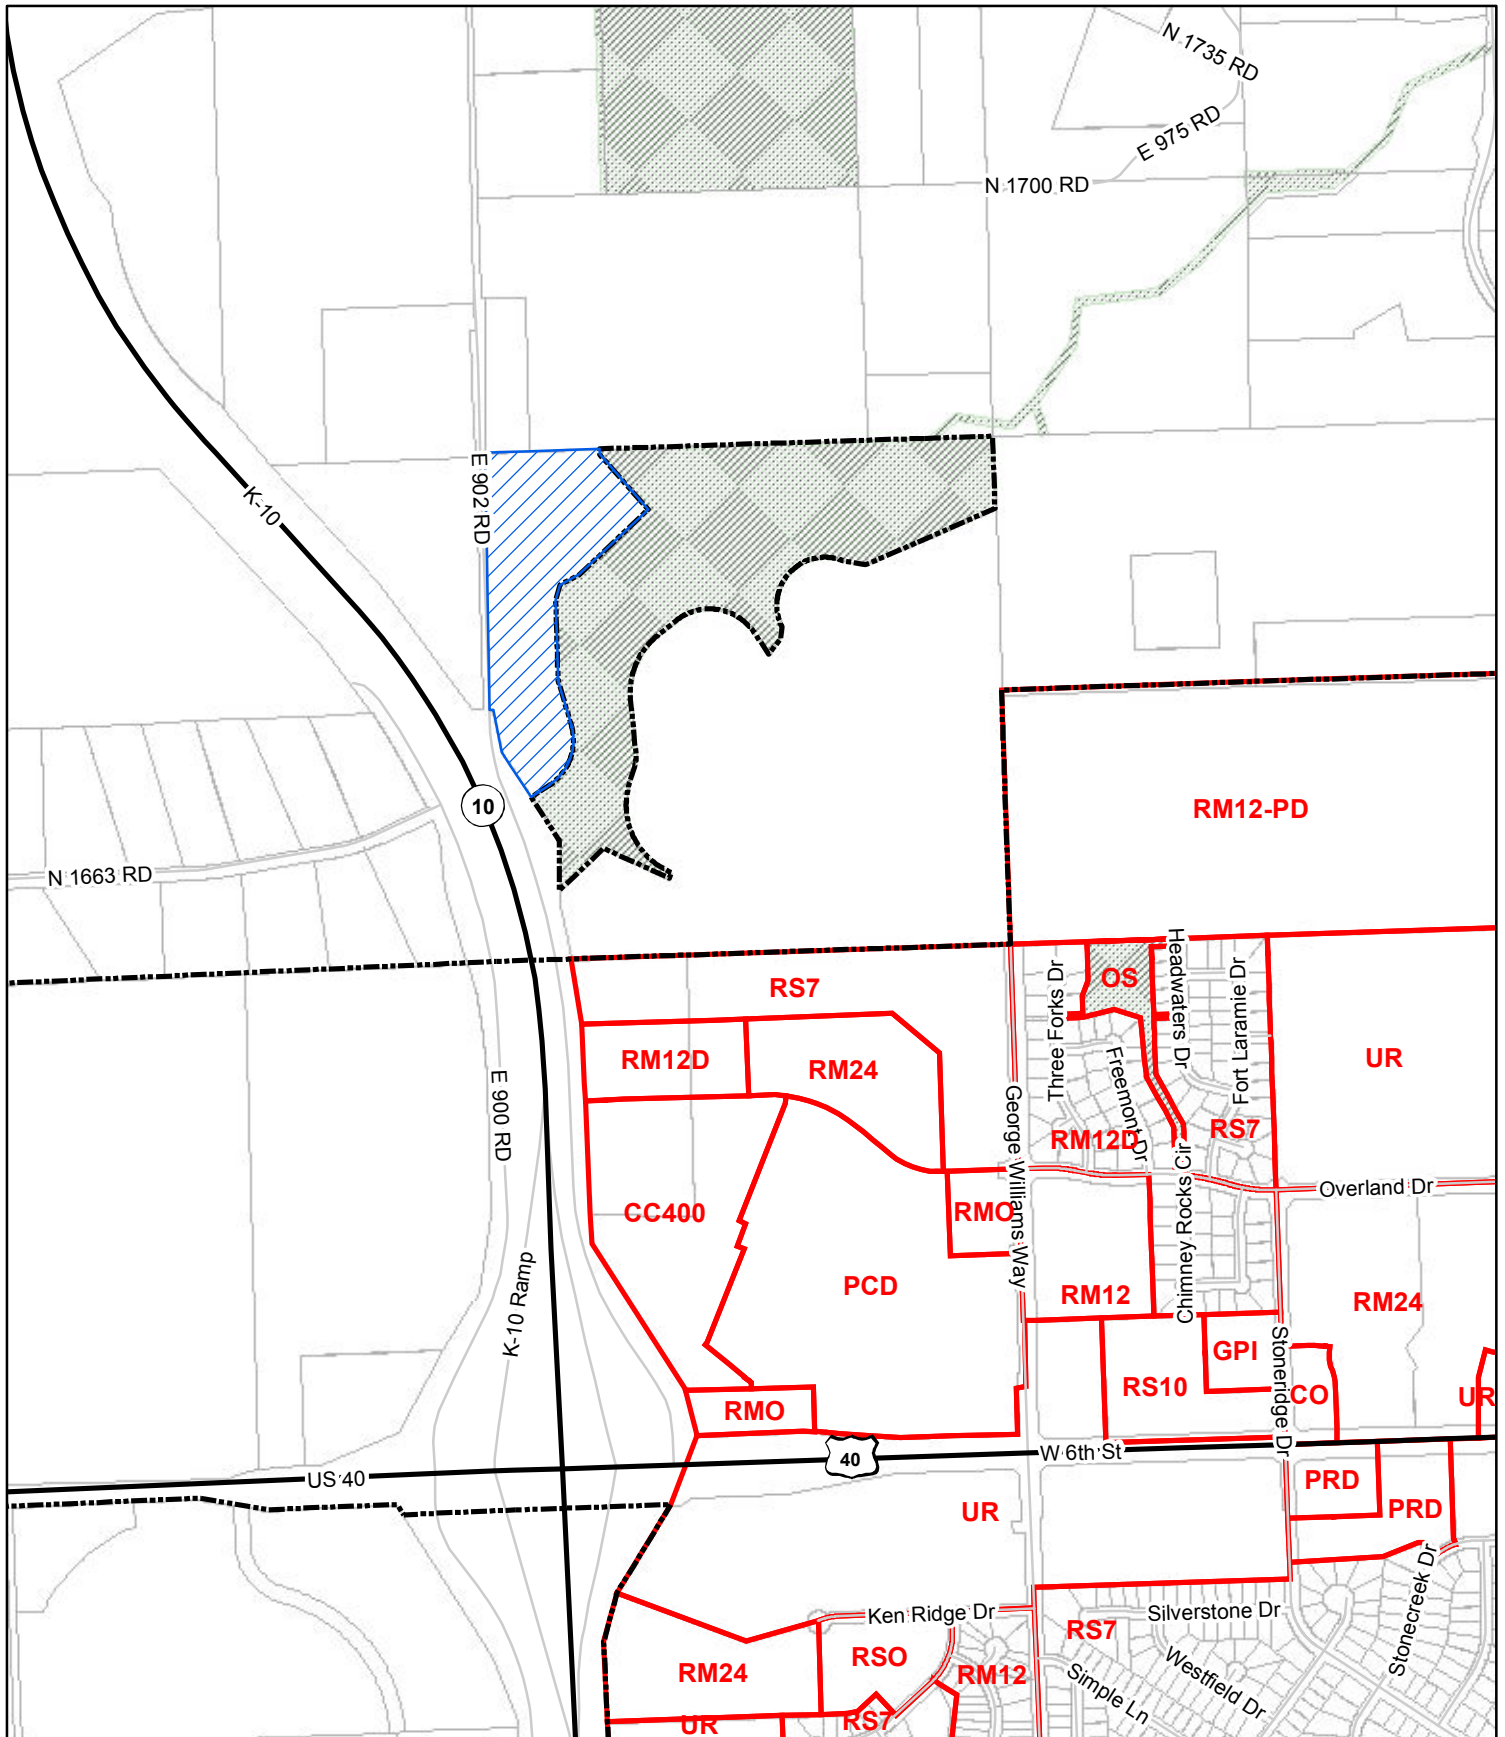 N 1735 RD
E 975 RD
N 1700 RD
E 902 RD
K-10
10
RM12-PD
N 1663 RD
Headwaters Dr
Three Forks Dr
OS
Fort Laramie Dr
RS7
RM12D
RM24
Freemont Dr
UR
E 900 RD
George Williams Way
RM12D
RS7
Chimney Rocks Cir
Overland Dr
CC400
RMO
K-10 Ramp
PCD
RM12
RM24
Stoneridge Dr
GPI
RS10
CO
UR
RMO
40
W 6th St
US 40
PRD
PRD
UR
Stonecreek Dr
Ken Ridge Dr
Silverstone Dr
RS7
RSO
RM24
RM12
Westfield Dr
Simple Ln
UR
RS7